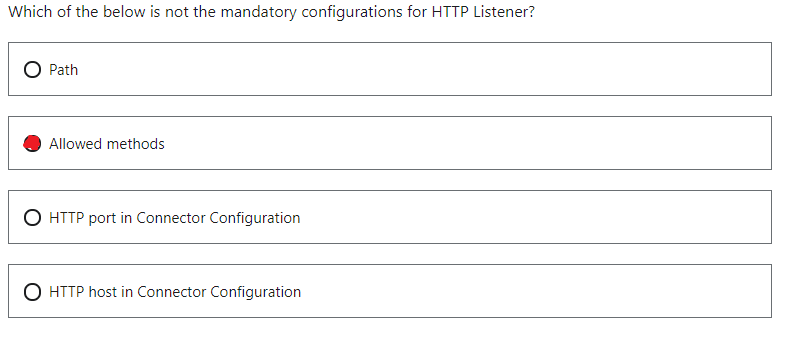 Which of the below is not the mandatory configurations for HTTP Listener?
Path
Allowed methods
HTTP port in Connector Configuration
HTTP host in Connector Configuration